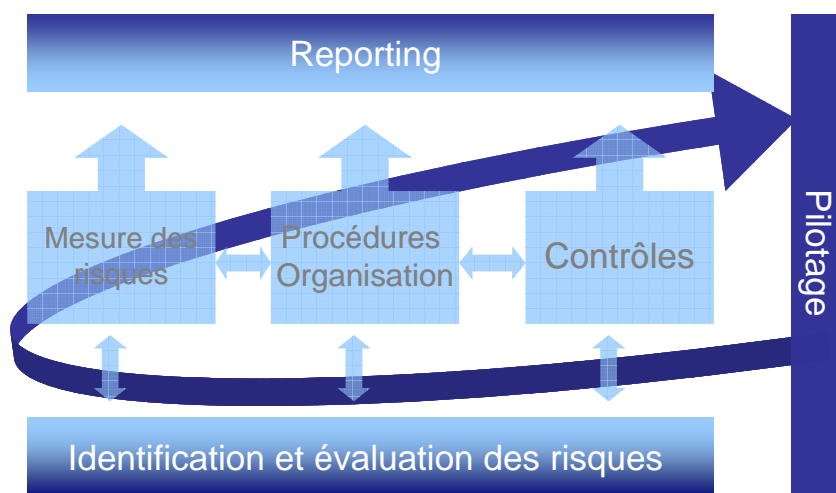 Reporting
Mesure des
risques
Procédures
Organisation
Contrôles
Pilotage
Identification et évaluation des risques